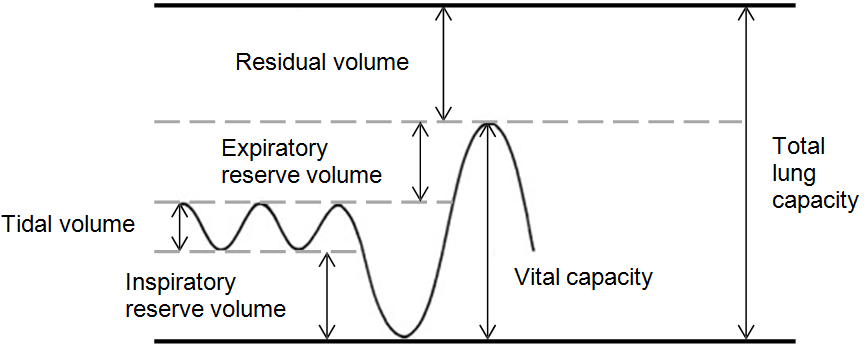 Residual volume
Expiratory
reserve volume
Total
lung
capacity
Tidal volume
Inspiratory
reserve volume
Vital capacity